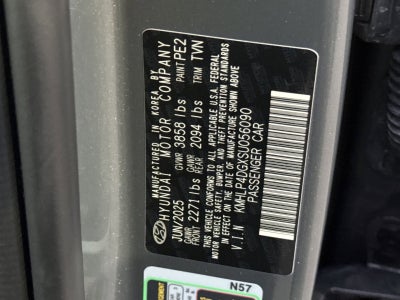 MANUFACTURED IN KOREA BY
HYUNDAI MOTOR COMPANY
JUN/2025 GVWR 3858 lbs PAINT PE2
GAWR FRONT 2271 lbs GAWR REAR 2094 lbs TRIM TVN
THIS VEHICLE CONFORMS TO ALL APPLICABLE U.S.A. FEDERAL
MOTOR VEHICLE SAFETY, BUMPER, AND THEFT PREVENTION STANDARDS
IN EFFECT ON THE DATE OF MANUFACTURE SHOWN ABOVE
V.I.N KMHLP4DGXSU056090
PASSENGER CAR
N57